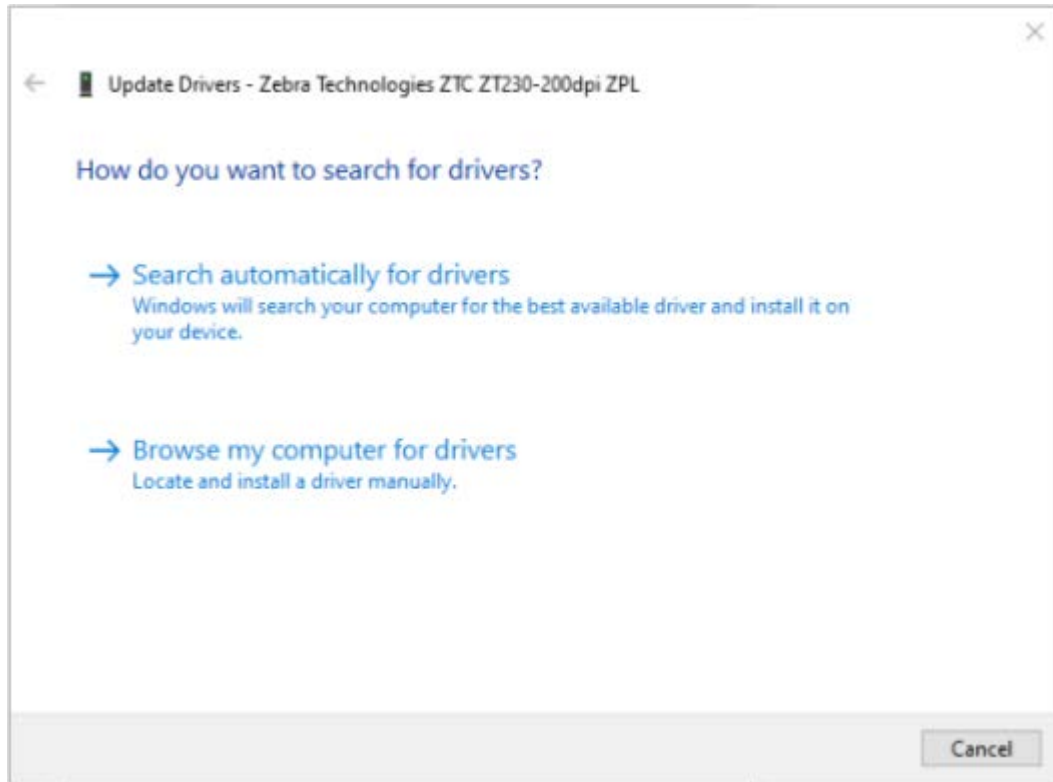 Update Drivers - Zebra Technologies ZTC ZT230-200dpi ZPL
How do you want to search for drivers?
Search automatically for drivers
Windows will search your computer for the best available driver and install it on
your device.
Browse my computer for drivers
Locate and install a driver manually.
Cancel